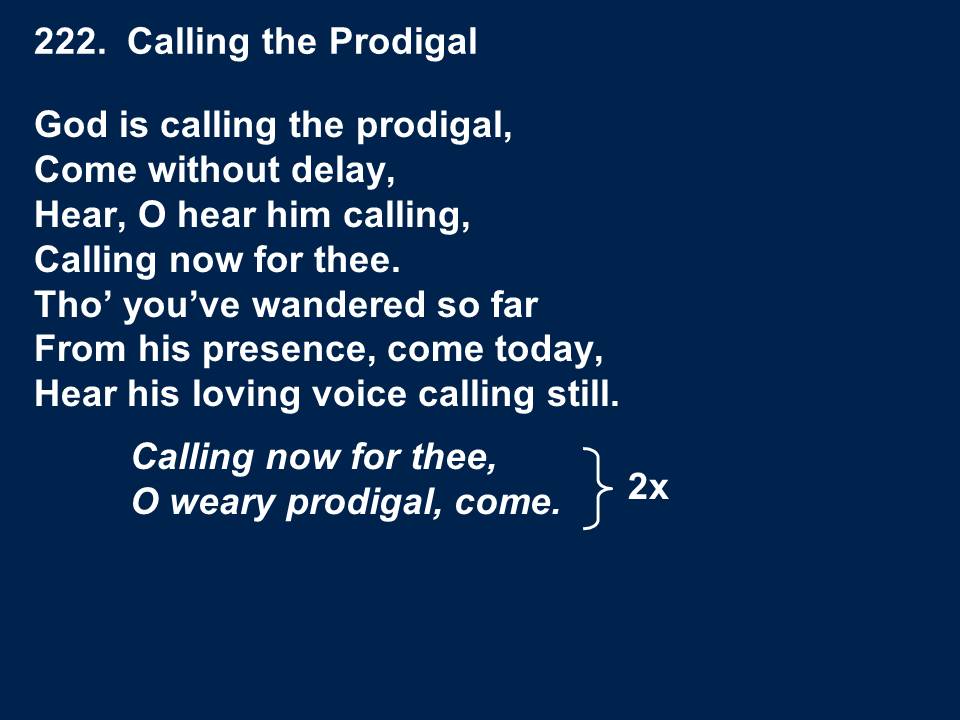 222. Calling the Prodigal
God is calling the prodigal,
Come without delay,
Hear, O hear him calling,
Calling now for thee.
Tho’ you’ve wandered so far
From his presence, come today,
Hear his loving voice calling still.
Calling now for thee,
O weary prodigal, come.
2x